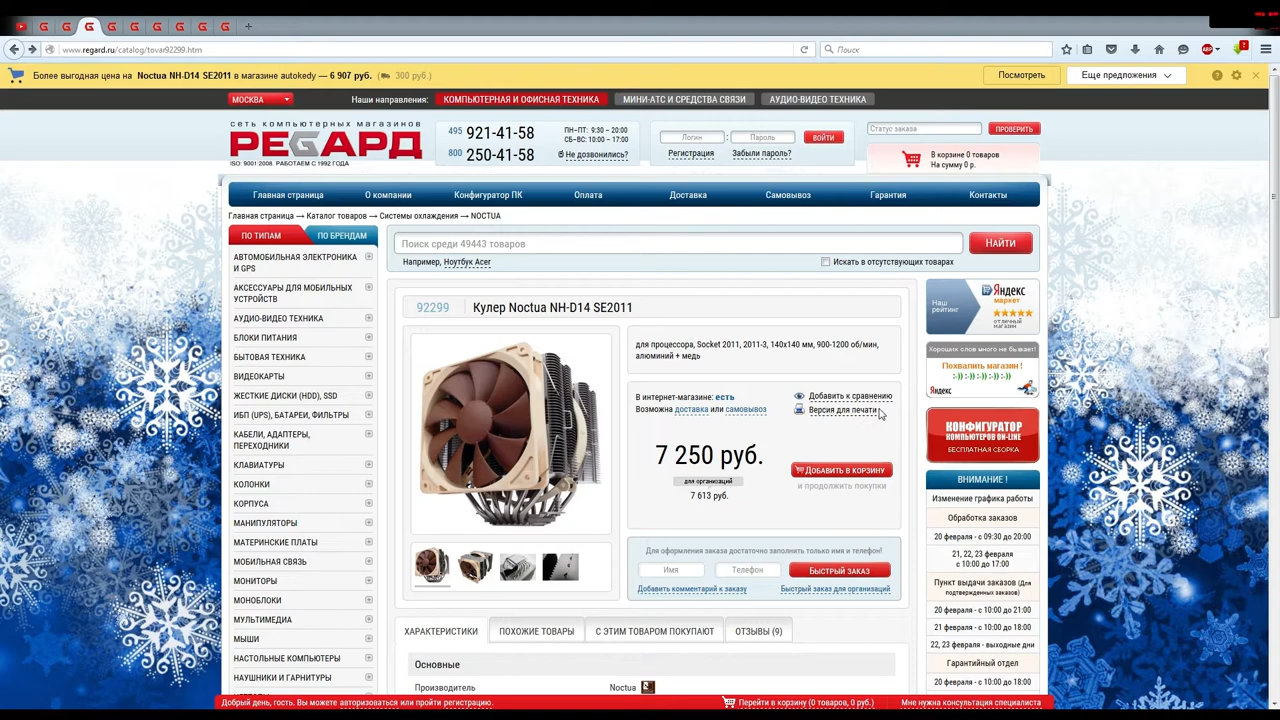 www.regard.ru/catalog/tovar92299.htm
Поиск
Более выгодная цена на Noctua NH-D14 SE2011 в магазине autokedy — 6 907 руб. (300 руб.)
Посмотреть
Еще предложения
МОСКВА
Наши направления:
КОМПЬЮТЕРНАЯ И ОФИСНАЯ ТЕХНИКА
МИНИ-АТС И СРЕДСТВА СВЯЗИ
АУДИО-ВИДЕО ТЕХНИКА
сеть компьютерных магазинов
РЕГАРД
ISO: 9001 2008. РАБОТАЕМ С 1992 ГОДА
495 921-41-58
800 250-41-58
ПН–ПТ: 9:30 – 20:00
СБ–ВС: 10:00 – 17:00
Не дозвонились?
Логин : Пароль
ВОЙТИ
Регистрация
Забыли пароль?
Статус заказа
ПРОВЕРИТЬ
В корзине 0 товаров
На сумму 0 р.
Главная страница
О компании
Конфигуратор ПК
Оплата
Доставка
Самовывоз
Гарантия
Контакты
Главная страница → Каталог товаров → Системы охлаждения → NOCTUA
ПО ТИПАМ
ПО БРЕНДАМ
АВТОМОБИЛЬНАЯ ЭЛЕКТРОНИКА
И GPS
АКСЕССУАРЫ ДЛЯ МОБИЛЬНЫХ
УСТРОЙСТВ
АУДИО-ВИДЕО ТЕХНИКА
БЛОКИ ПИТАНИЯ
БЫТОВАЯ ТЕХНИКА
ВИДЕОКАРТЫ
ЖЕСТКИЕ ДИСКИ (HDD), SSD
ИБП (UPS), БАТАРЕИ, ФИЛЬТРЫ
КАБЕЛИ, АДАПТЕРЫ,
ПЕРЕХОДНИКИ
КЛАВИАТУРЫ
КОЛОНКИ
КОРПУСА
МАНИПУЛЯТОРЫ
МАТЕРИНСКИЕ ПЛАТЫ
МОБИЛЬНАЯ СВЯЗЬ
МОНИТОРЫ
МОНОБЛОКИ
МУЛЬТИМЕДИА
МЫШИ
НАСТОЛЬНЫЕ КОМПЬЮТЕРЫ
НАУШНИКИ И ГАРНИТУРЫ
Поиск среди 49443 товаров
НАЙТИ
Например, Ноутбук Acer
Искать в отсутствующих товарах
92299
Кулер Noctua NH-D14 SE2011
для процессора, Socket 2011, 2011-3, 140x140 мм, 900-1200 об/мин,
алюминий + медь
В интернет-магазине: есть
Возможна доставка или самовывоз
Добавить к сравнению
Версия для печати
7 250 руб.
для организаций
7 613 руб.
ДОБАВИТЬ В КОРЗИНУ
и продолжить покупки
Для оформления заказа достаточно заполнить только имя и телефон!
Имя
Телефон
БЫСТРЫЙ ЗАКАЗ
Добавить комментарий к заказу
Быстрый заказ для организаций
ХАРАКТЕРИСТИКИ
ПОХОЖИЕ ТОВАРЫ
С ЭТИМ ТОВАРОМ ПОКУПАЮТ
ОТЗЫВЫ (9)
Основные
Производитель
Noctua
Наш
рейтинг
Яндекс
маркет
отличный
магазин
Хороших слов много не бывает!
Похвалить магазин !
:-)) :-) :-)) :-) :-))
Яндекс
КОНФИГУРАТОР
КОМПЬЮТЕРОВ ON-LINE
БЕСПЛАТНАЯ СБОРКА
ВНИМАНИЕ !
Изменение графика работы
Обработка заказов
20 февраля - с 09:30 до 20:00
21, 22, 23 февраля
с 10:00 до 17:00
Пункт выдачи заказов (для
подтвержденных заказов)
20 февраля - с 10:00 до 21:00
21 февраля - с 10:00 до 18:00
22, 23 февраля - выходные дни
Гарантийный отдел
20 февраля - с 10:00 до 18:00
Добрый день, гость. Вы можете авторизоваться или пройти регистрацию.
Перейти в корзину (0 товаров, 0 руб.)
Мне нужна консультация специалиста